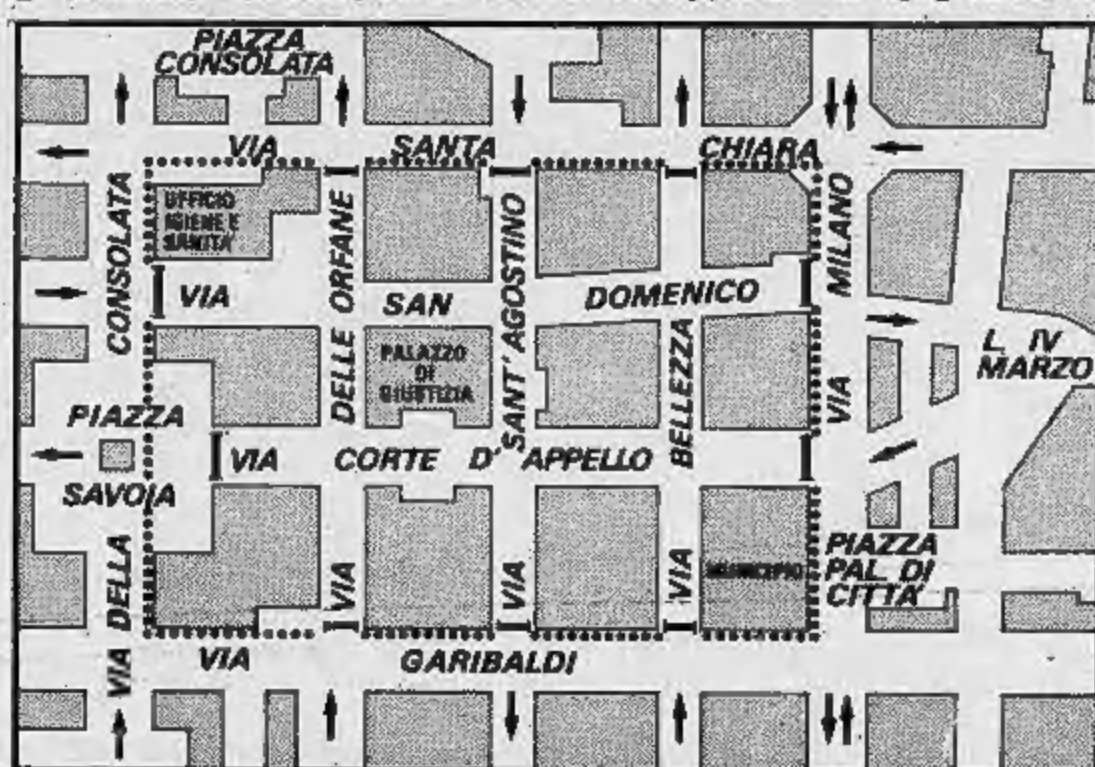 PIAZZA
CONSOLATA
VIA SANTA CHIARA
UFFICIO
IGIENE E
SANITA'
VIA DELLA CONSOLATA
VIA DELLE ORFANE
VIA SANT' AGOSTINO
VIA BELLEZZA
VIA MILANO
VIA SAN DOMENICO
PALAZZO
DI
GIUSTIZIA
L. IV
MARZO
PIAZZA
SAVOIA
VIA CORTE D' APPELLO
MUNICIPIO
PIAZZA
PAL. DI
CITTA'
VIA GARIBALDI